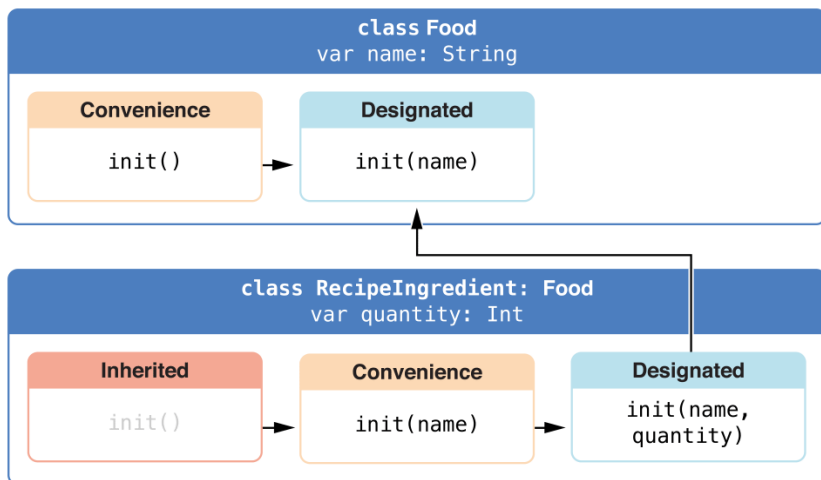 class Food
var name: String
Convenience
Designated
init()
init(name)
class RecipeIngredient: Food
var quantity: Int
Inherited
Convenience
Designated
init()
init(name)
init(name,
quantity)